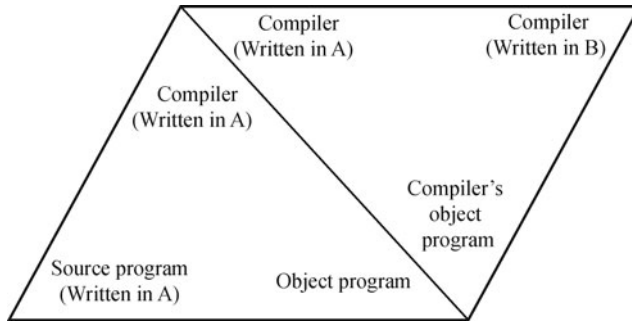 Compiler
(Written in A)
Compiler
(Written in B)
Compiler
(Written in A)
Compiler's
object
program
Source program
(Written in A)
Object program